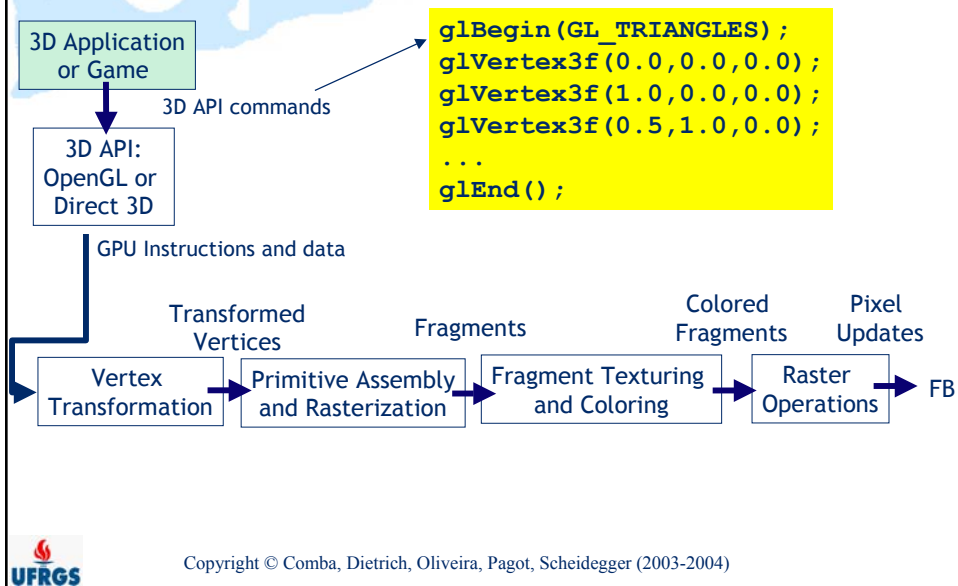 3D Application
or Game
3D API commands
glBegin(GL_TRIANGLES);
glVertex3f(0.0,0.0,0.0);
glVertex3f(1.0,0.0,0.0);
glVertex3f(0.5,1.0,0.0);
...
glEnd();
3D API:
OpenGL or
Direct 3D
GPU Instructions and data
Transformed
Vertices
Fragments
Colored
Fragments
Pixel
Updates
Vertex
Transformation
Primitive Assembly
and Rasterization
Fragment Texturing
and Coloring
Raster
Operations
FB
UFRGS
Copyright © Comba, Dietrich, Oliveira, Pagot, Scheidegger (2003-2004)